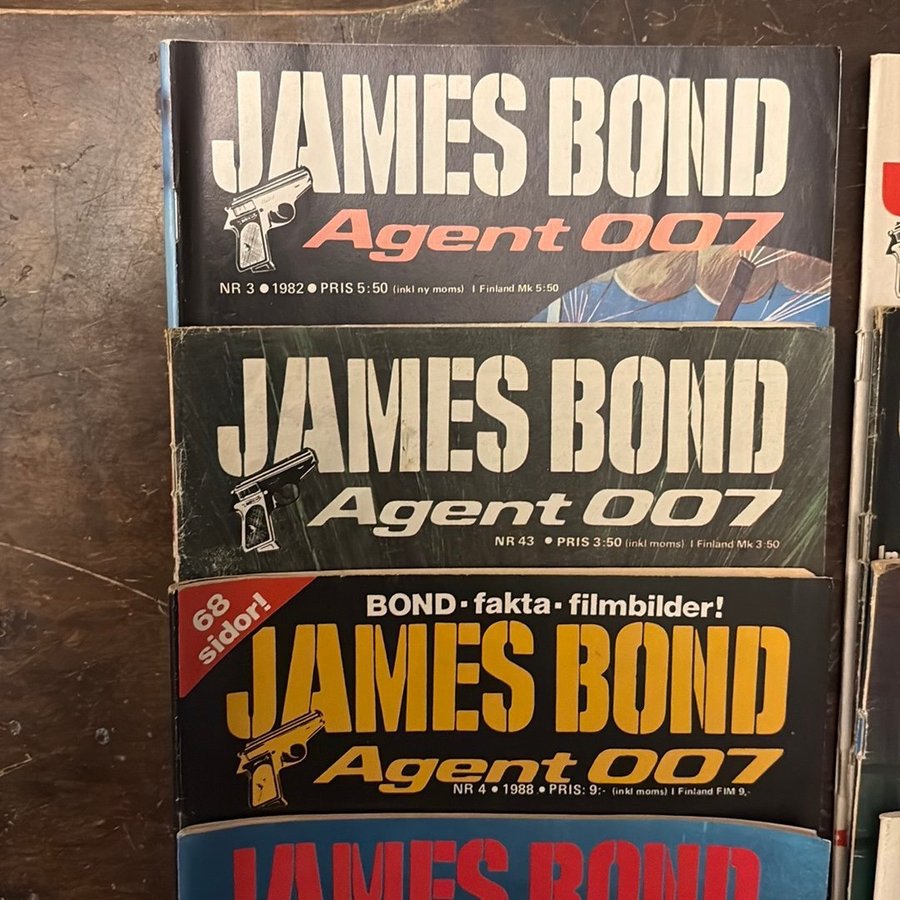 JAMES BOND
Agent 007
NR 3 ● 1982 ● PRIS 5:50 (inkl ny moms) I Finland Mk 5:50
JAMES BOND
Agent 007
NR 43 ● PRIS 3:50 (inkl moms) I Finland Mk 3:50
68
sidor!
BOND · fakta · filmbilder!
JAMES BOND
Agent 007
NR 4 ● 1988 ● PRIS: 9:- (inkl moms) I Finland FIM 9,-
JAMES BOND